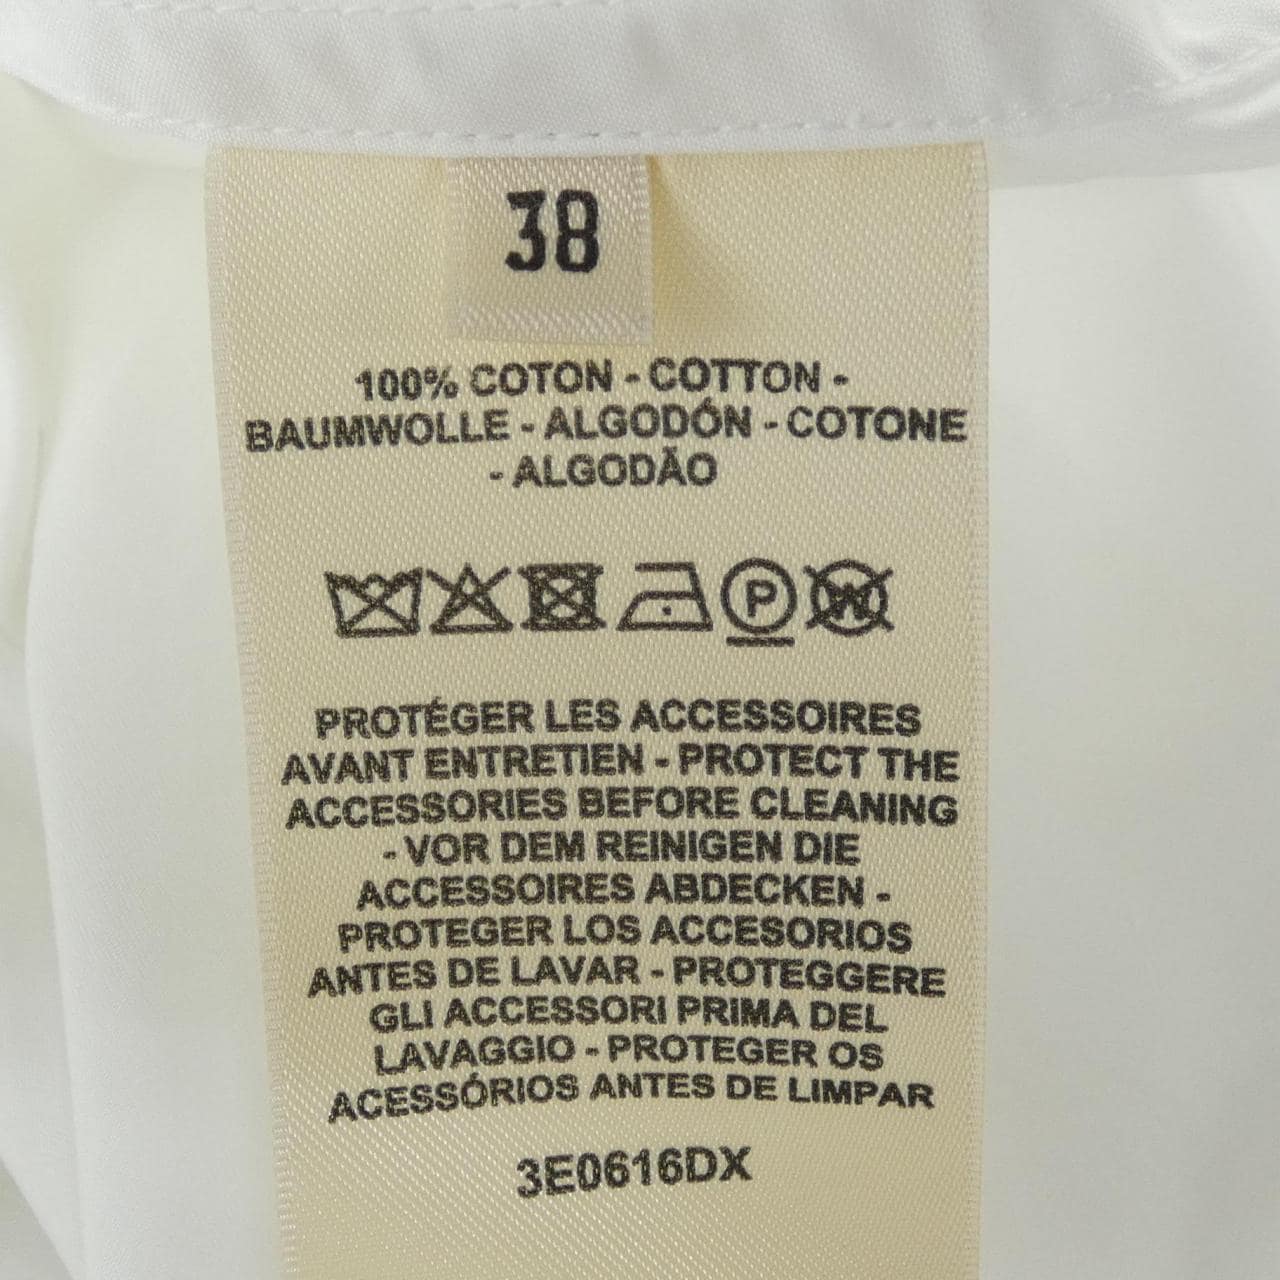 38
100% COTON - COTTON -
BAUMWOLLE - ALGODÓN - COTONE
- ALGODÃO
P W
PROTÉGER LES ACCESSOIRES
AVANT ENTRETIEN - PROTECT THE
ACCESSORIES BEFORE CLEANING
- VOR DEM REINIGEN DIE
ACCESSOIRES ABDECKEN -
PROTEGER LOS ACCESORIOS
ANTES DE LAVAR - PROTEGGERE
GLI ACCESSORI PRIMA DEL
LAVAGGIO - PROTEGER OS
ACESSÓRIOS ANTES DE LIMPAR
3E0616DX